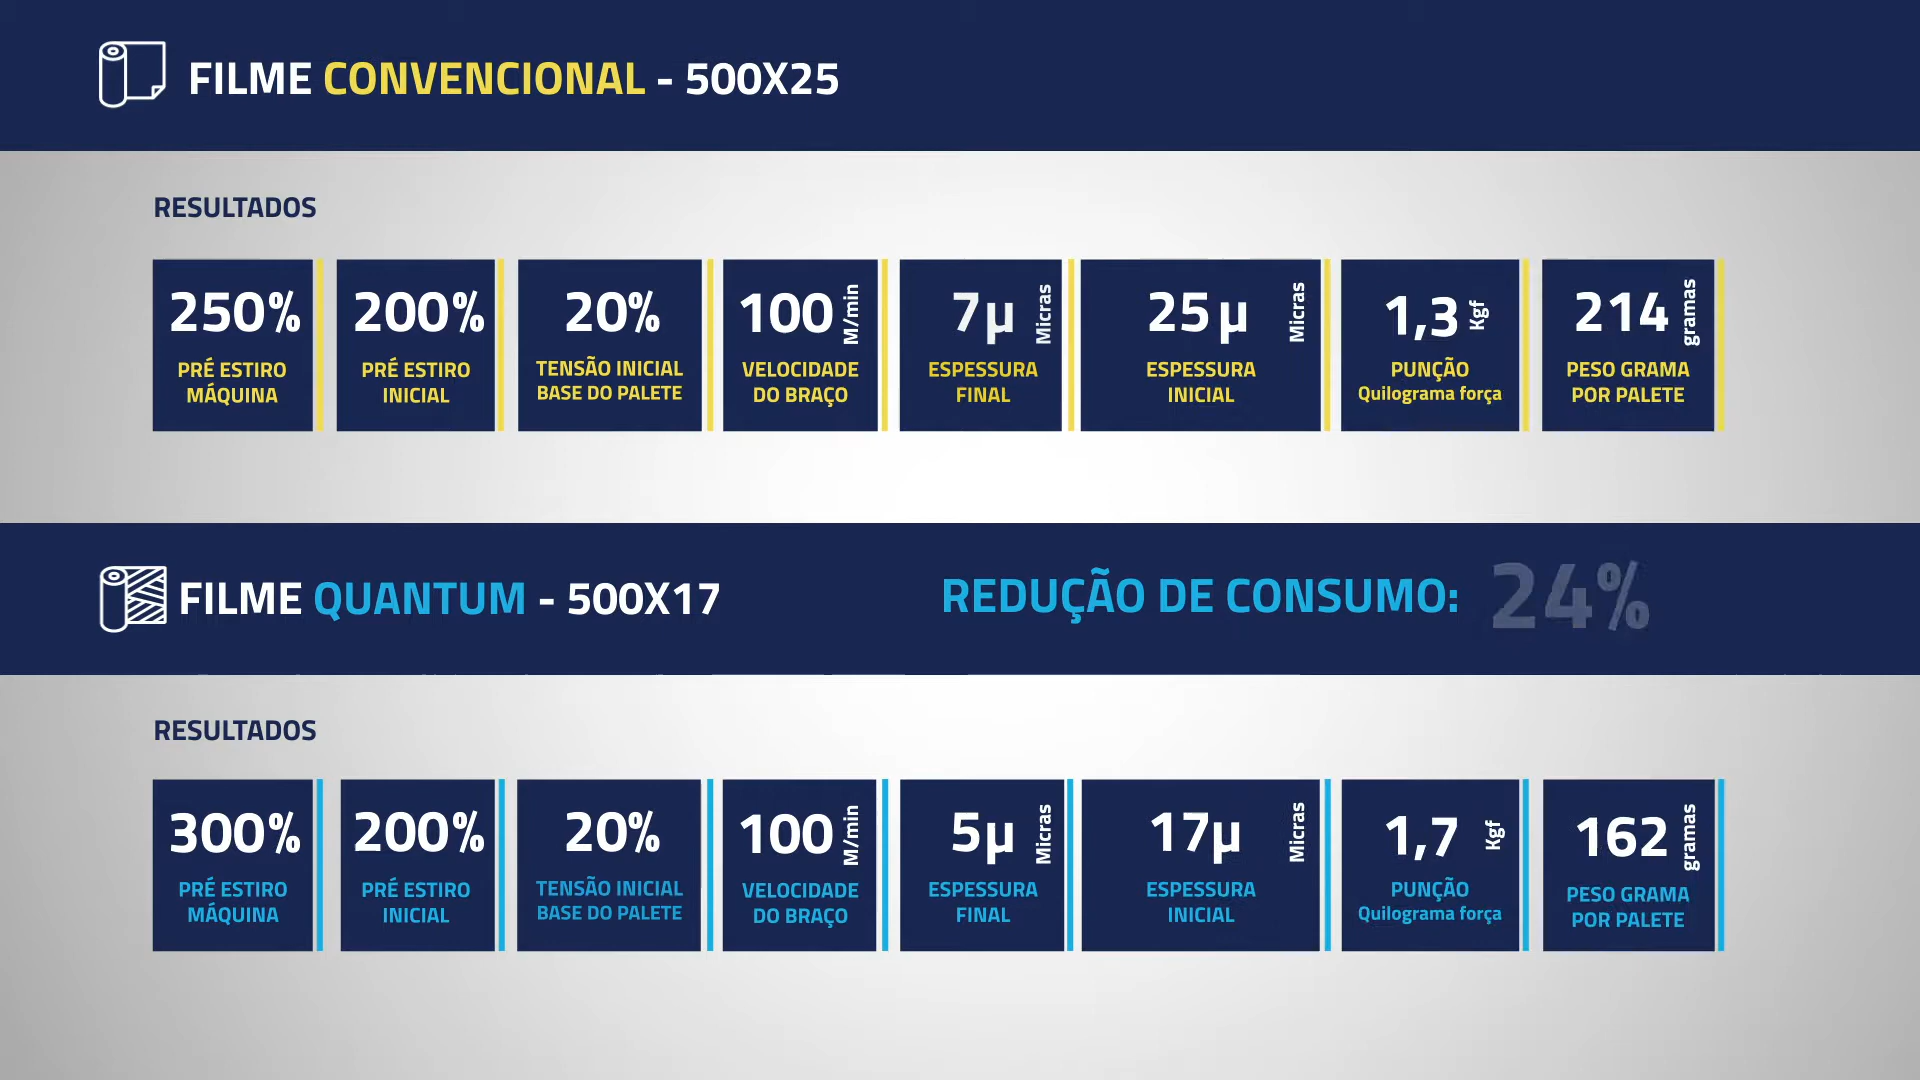 FILME CONVENCIONAL - 500X25
RESULTADOS
250%
PRÉ ESTIRO
MÁQUINA
200%
PRÉ ESTIRO
INICIAL
20%
TENSÃO INICIAL
BASE DO PALETE
100 M/min
VELOCIDADE
DO BRAÇO
7µ Micras
ESPESSURA
FINAL
25µ Micras
ESPESSURA
INICIAL
1,3 Kgf
PUNÇÃO
Quilograma força
214 gramas
PESO GRAMA
POR PALETE
FILME QUANTUM - 500X17
REDUÇÃO DE CONSUMO: 24%
RESULTADOS
300%
PRÉ ESTIRO
MÁQUINA
200%
PRÉ ESTIRO
INICIAL
20%
TENSÃO INICIAL
BASE DO PALETE
100 M/min
VELOCIDADE
DO BRAÇO
5µ Micras
ESPESSURA
FINAL
17µ Micras
ESPESSURA
INICIAL
1,7 Kgf
PUNÇÃO
Quilograma força
162 gramas
PESO GRAMA
POR PALETE